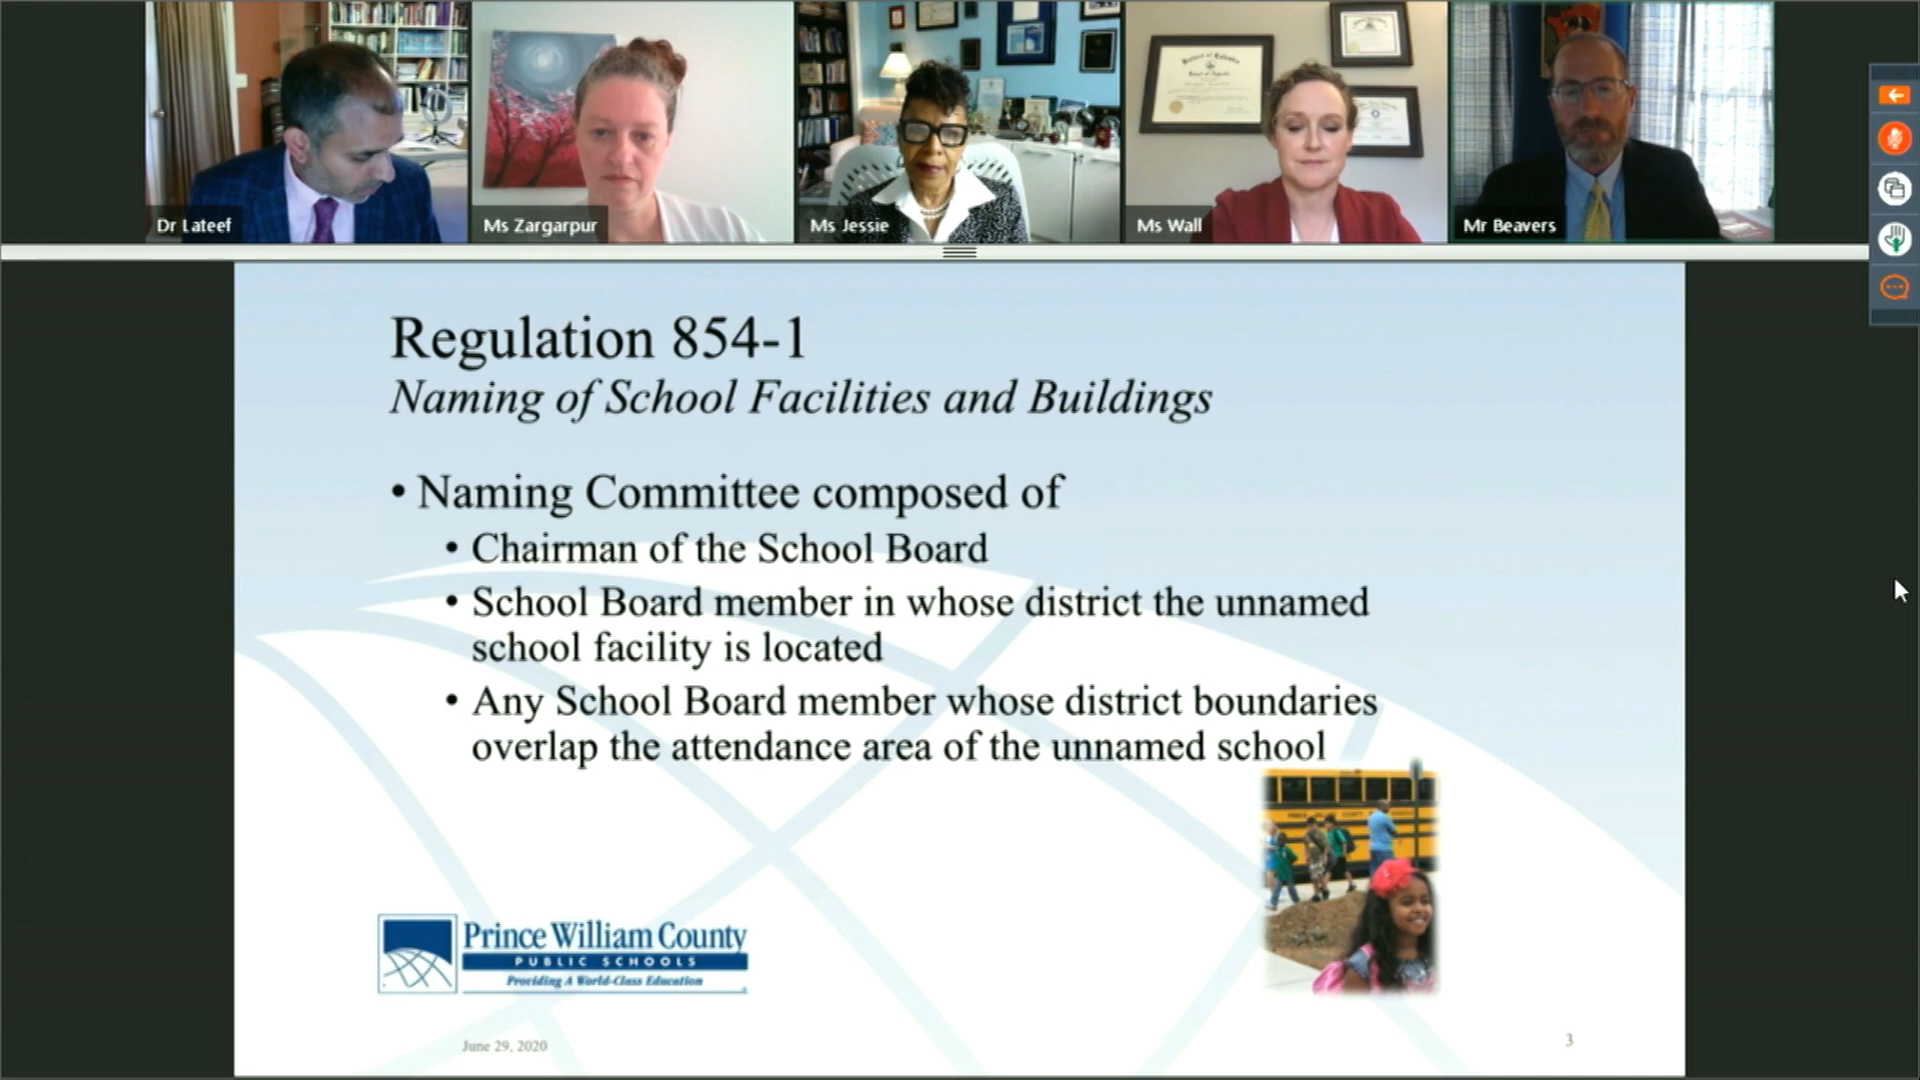 Dr Lateef
Ms Zargarpur
Ms Jessie
Ms Wall
Mr Beavers
Regulation 854-1
Naming of School Facilities and Buildings
• Naming Committee composed of
• Chairman of the School Board
• School Board member in whose district the unnamed
school facility is located
• Any School Board member whose district boundaries
overlap the attendance area of the unnamed school
Prince William County
PUBLIC SCHOOLS
Providing A World-Class Education
June 29, 2020
3